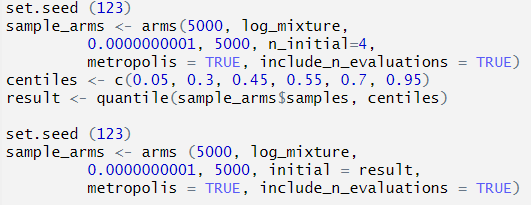 set.seed (123)
sample_arms <- arms(5000, log_mixture,
0.0000000001, 5000, n_initial=4,
metropolis = TRUE, include_n_evaluations = TRUE)
centiles <- c(0.05, 0.3, 0.45, 0.55, 0.7, 0.95)
result <- quantile(sample_arms$samples, centiles)
set.seed (123)
sample_arms <- arms (5000, log_mixture,
0.0000000001, 5000, initial = result,
metropolis = TRUE, include_n_evaluations = TRUE)